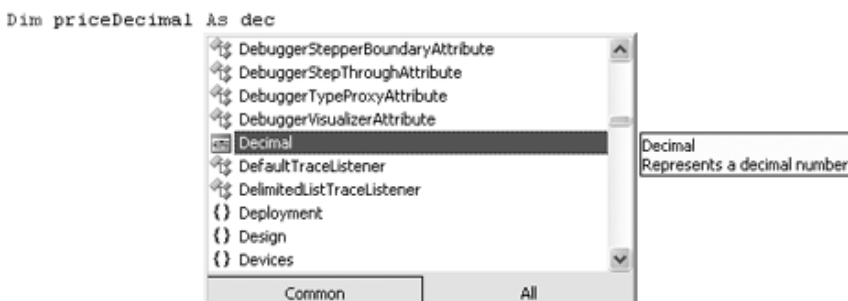 Dim priceDecimal As dec
DebuggerStepperBoundaryAttribute
DebuggerStepThroughAttribute
DebuggerTypeProxyAttribute
DebuggerVisualizerAttribute
Decimal
DefaultTraceListener
DelimitedListTraceListener
{} Deployment
{} Design
{} Devices
Common All
Decimal
Represents a decimal number